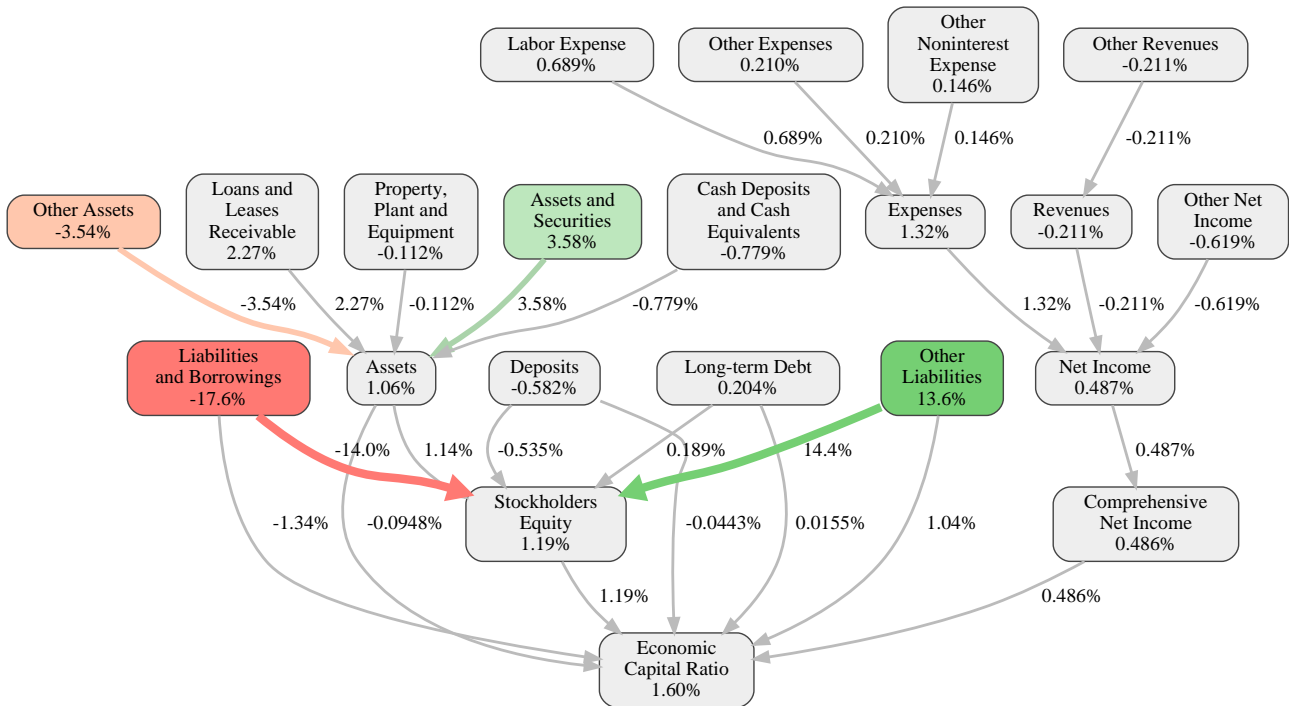 Labor Expense
0.689%
Other Expenses
0.210%
Other
Noninterest
Expense
0.146%
Other Revenues
-0.211%
0.689%
0.210%
0.146%
-0.211%
Other Assets
-3.54%
Loans and
Leases
Receivable
2.27%
Property,
Plant and
Equipment
-0.112%
Assets and
Securities
3.58%
Cash Deposits
and Cash
Equivalents
-0.779%
Expenses
1.32%
Revenues
-0.211%
Other Net
Income
-0.619%
-3.54%
2.27%
-0.112%
3.58%
-0.779%
1.32%
-0.211%
-0.619%
Liabilities
and Borrowings
-17.6%
Assets
1.06%
Deposits
-0.582%
Long-term Debt
0.204%
Other
Liabilities
13.6%
Net Income
0.487%
-14.0%
1.14%
-0.535%
0.189%
14.4%
0.487%
Stockholders
Equity
1.19%
Comprehensive
Net Income
0.486%
-1.34%
-0.0948%
-0.0443%
0.0155%
1.04%
1.19%
0.486%
Economic
Capital Ratio
1.60%